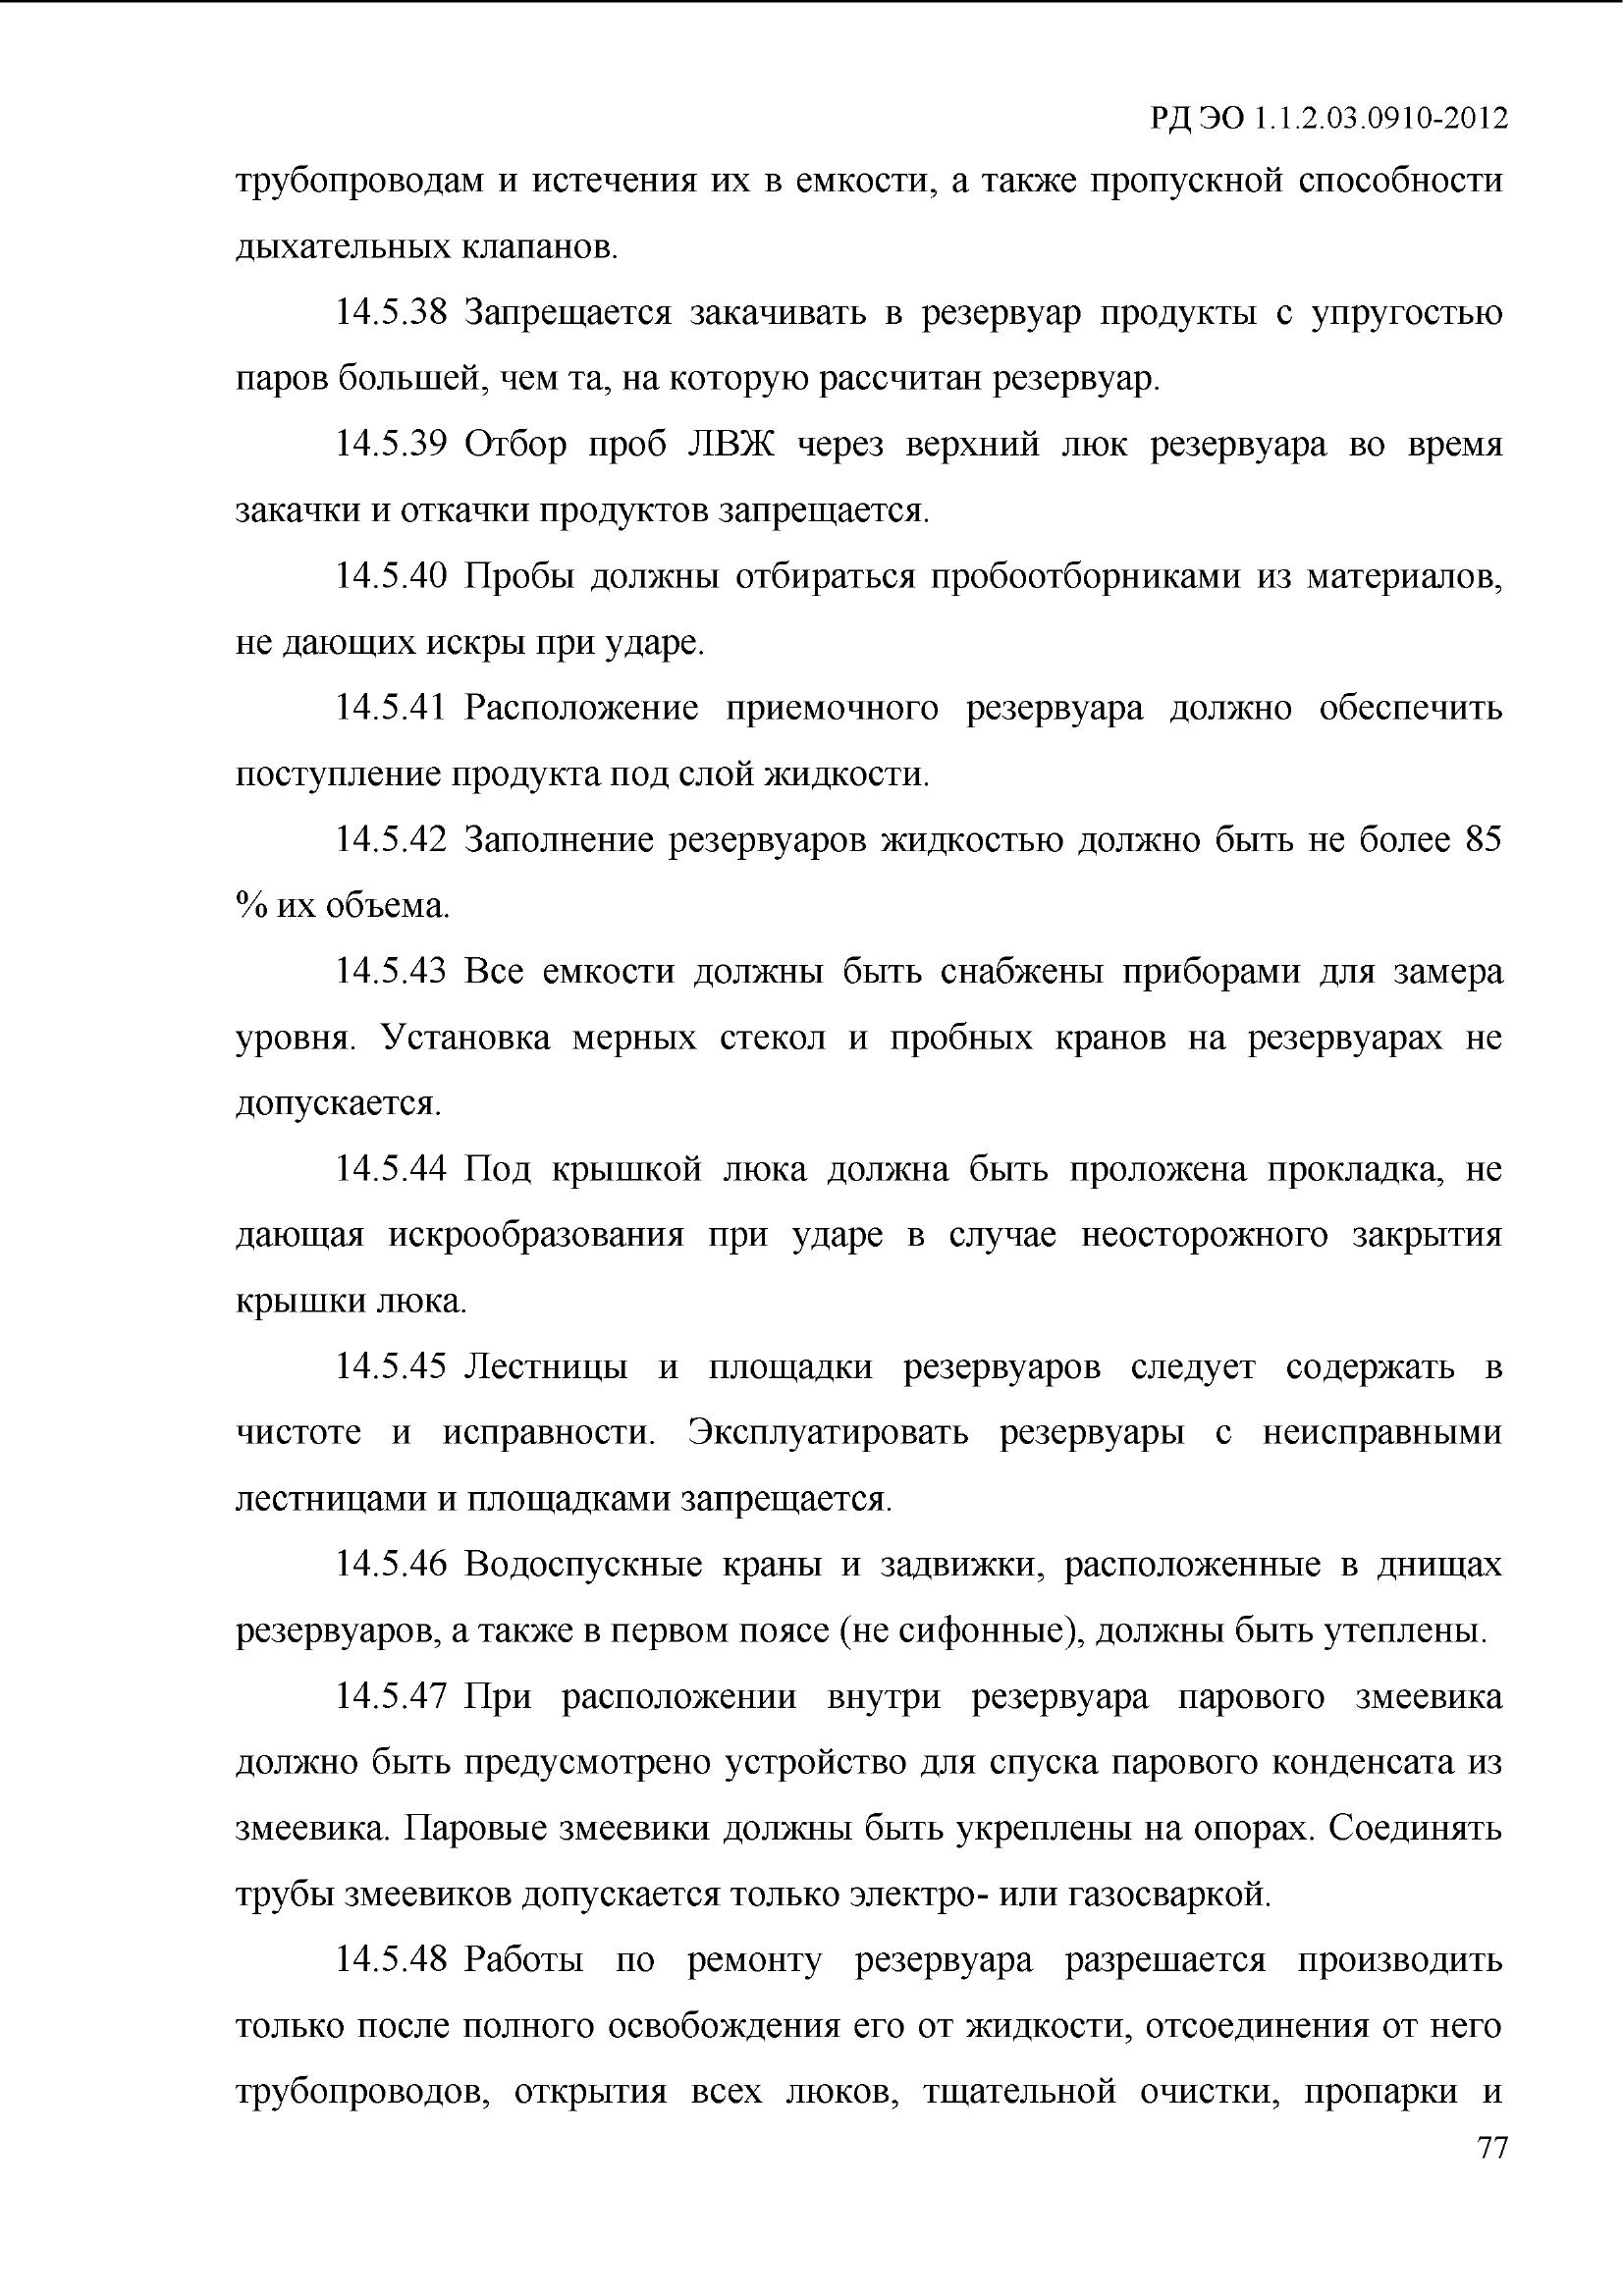 РД ЭО 1.1.2.03.0910-2012
трубопроводам и истечения их в емкости, а также пропускной способности
дыхательных клапанов.
14.5.38 Запрещается закачивать в резервуар продукты с упругостью
паров большей, чем та, на которую рассчитан резервуар.
14.5.39 Отбор проб ЛВЖ через верхний люк резервуара во время
закачки и откачки продуктов запрещается.
14.5.40 Пробы должны отбираться пробоотборниками из материалов,
не дающих искры при ударе.
14.5.41 Расположение приемочного резервуара должно обеспечить
поступление продукта под слой жидкости.
14.5.42 Заполнение резервуаров жидкостью должно быть не более 85
% их объема.
14.5.43 Все емкости должны быть снабжены приборами для замера
уровня. Установка мерных стекол и пробных кранов на резервуарах не
допускается.
14.5.44 Под крышкой люка должна быть проложена прокладка, не
дающая искрообразования при ударе в случае неосторожного закрытия
крышки люка.
14.5.45 Лестницы и площадки резервуаров следует содержать в
чистоте и исправности. Эксплуатировать резервуары с неисправными
лестницами и площадками запрещается.
14.5.46 Водоспускные краны и задвижки, расположенные в днищах
резервуаров, а также в первом поясе (не сифонные), должны быть утеплены.
14.5.47 При расположении внутри резервуара парового змеевика
должно быть предусмотрено устройство для спуска парового конденсата из
змеевика. Паровые змеевики должны быть укреплены на опорах. Соединять
трубы змеевиков допускается только электро- или газосваркой.
14.5.48 Работы по ремонту резервуара разрешается производить
только после полного освобождения его от жидкости, отсоединения от него
трубопроводов, открытия всех люков, тщательной очистки, пропарки и
77